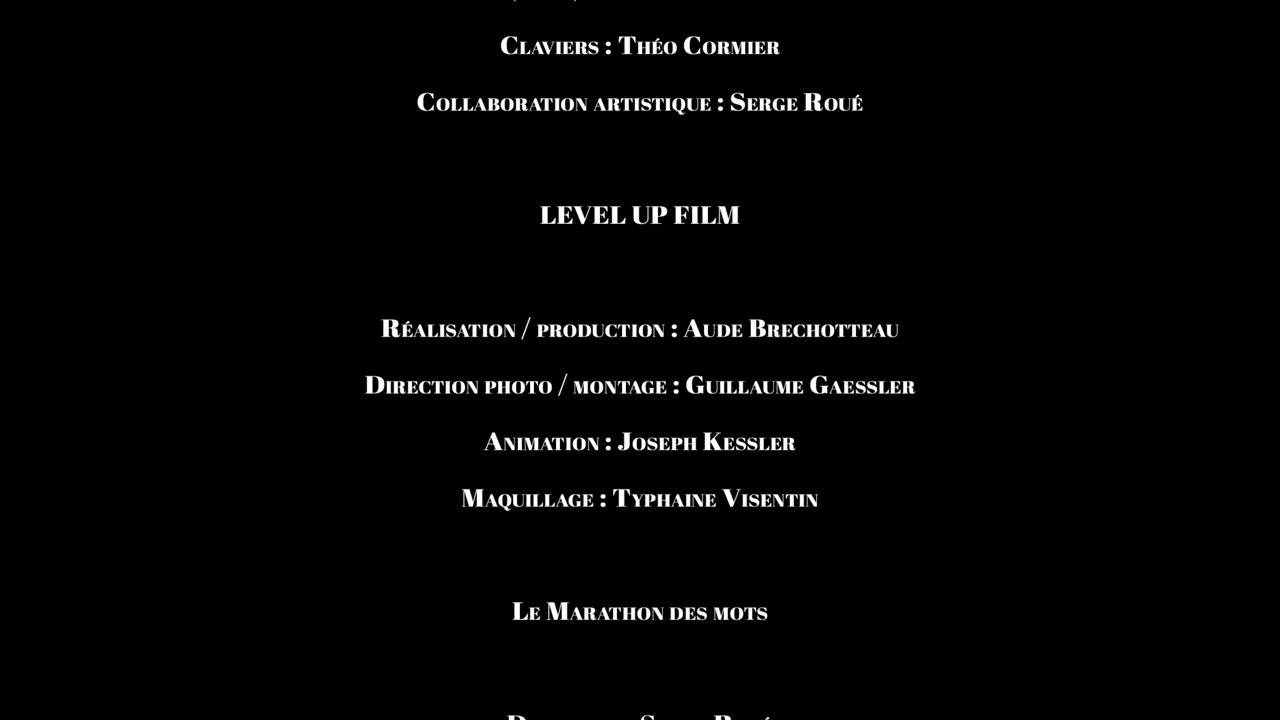 Claviers : Théo Cormier
Collaboration artistique : Serge Roué
LEVEL UP FILM
Réalisation / production : Aude Brechotteau
Direction photo / montage : Guillaume Gaessler
Animation : Joseph Kessler
Maquillage : Typhaine Visentin
Le Marathon des mots